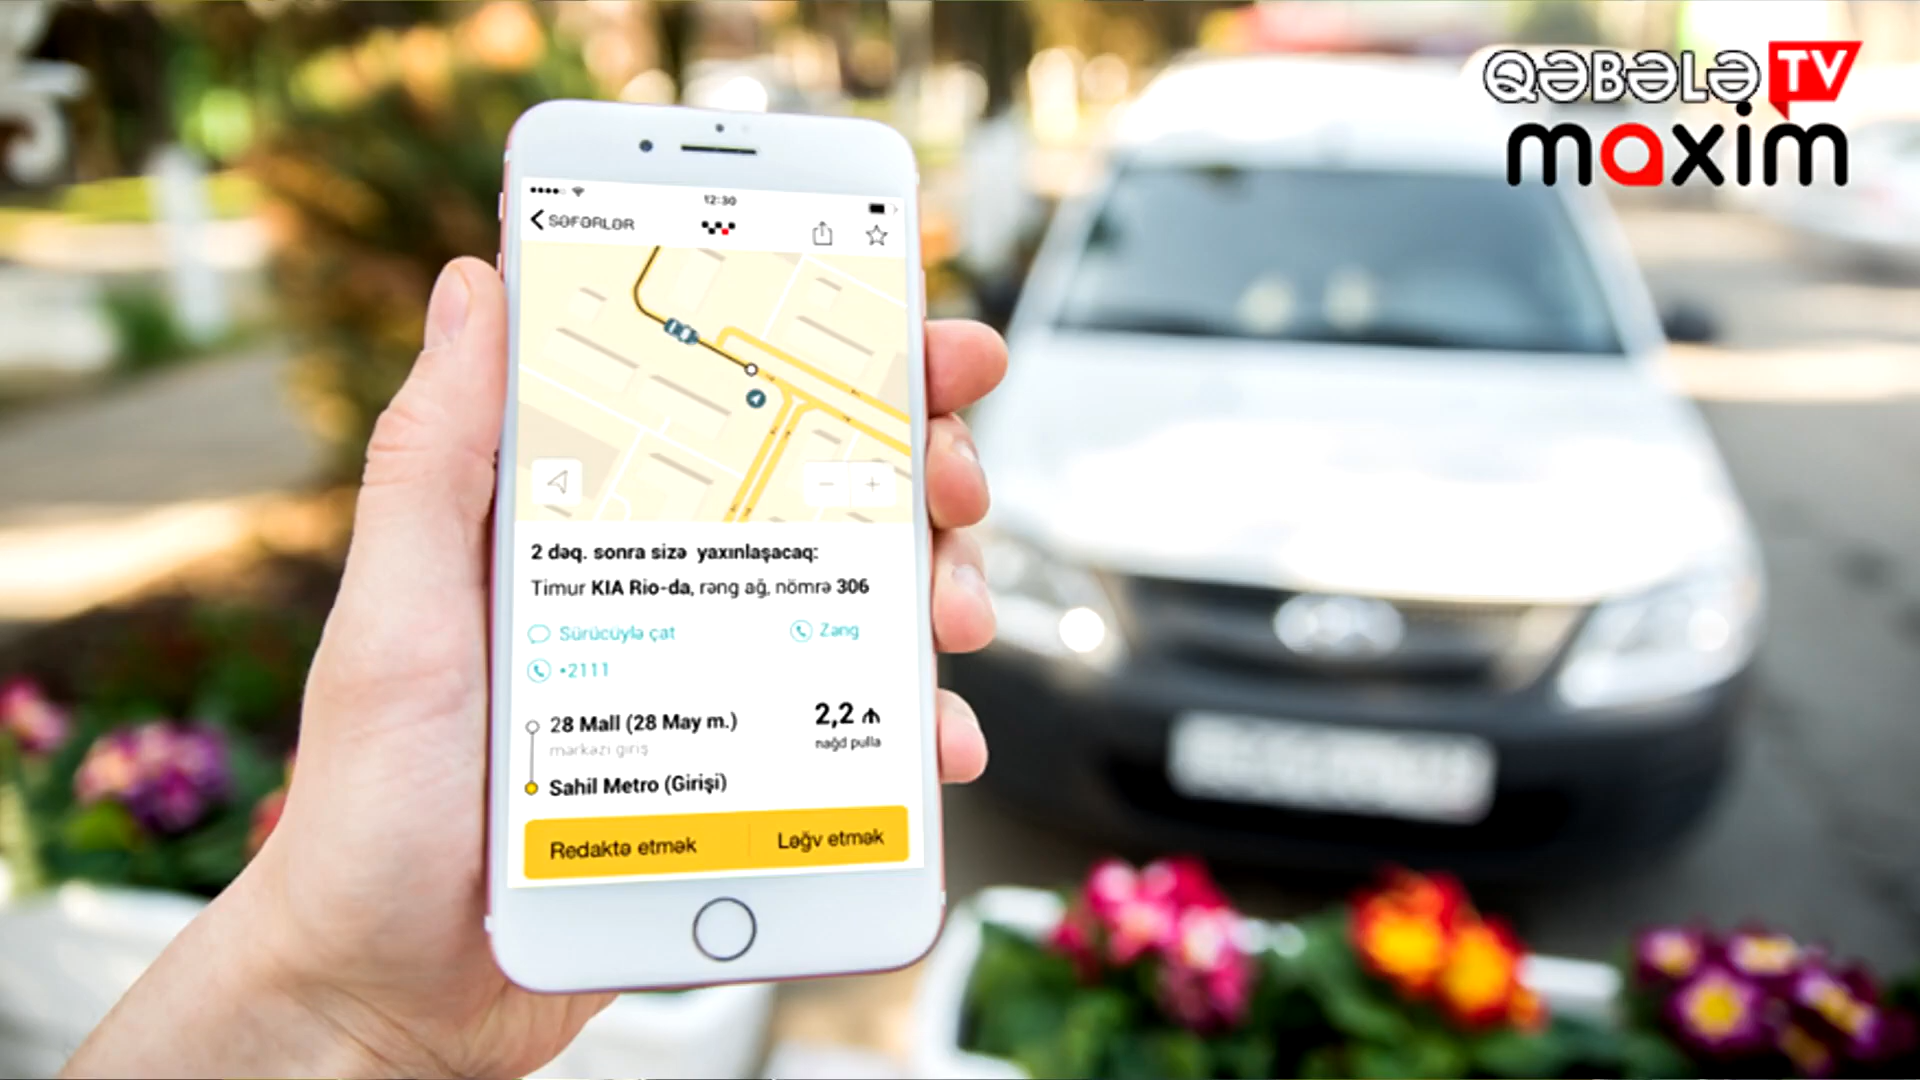 QƏBƏLƏ TV
maxim
12:30
SƏFƏRLƏR
2 dəq. sonra sizə yaxınlaşacaq:
Timur KIA Rio-da, rəng ağ, nömrə 306
Sürücüylə çat
Zəng
*2111
28 Mall (28 May m.)
2,2 ₼
mərkəzi giriş
nağd pulla
Sahil Metro (Girişi)
Redaktə etmək
Ləğv etmək